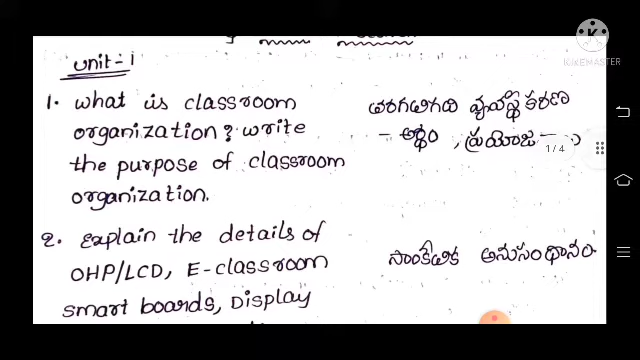 Unit-1
KINEMASTER
1. What is classroom తరగతిగది వ్యవస్థీకరణ
organization? write - అర్థం, ప్రయోజ
1/4
the purpose of classroom
organization.
2. Explain the details of
OHP/LCD, E-classroom సాంకేతిక అనుసంధానం
smart boards, Display